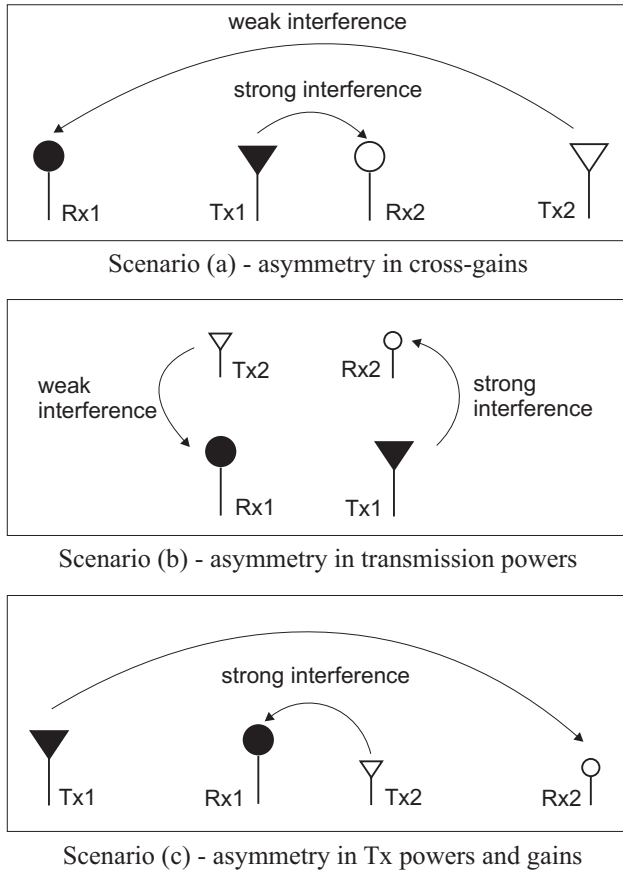 weak interference
strong interference
Rx1
Tx1
Rx2
Tx2
Scenario (a) - asymmetry in cross-gains
Tx2
Rx2
weak
interference
strong
interference
Rx1
Tx1
Scenario (b) - asymmetry in transmission powers
strong interference
Tx1
Rx1
Tx2
Rx2
Scenario (c) - asymmetry in Tx powers and gains